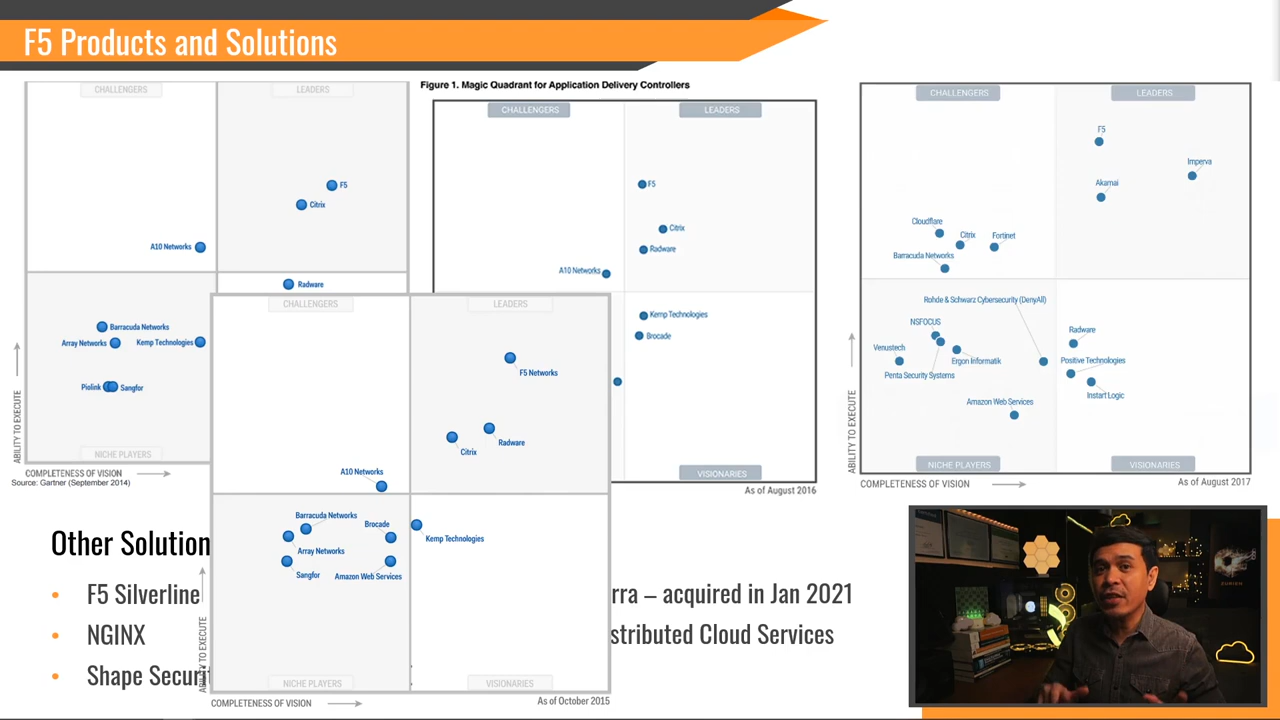 F5 Products and Solutions
CHALLENGERS
LEADERS
F5
Citrix
A10 Networks
Radware
Barracuda Networks
Array Networks
Kemp Technologies
Piolink
Sangfor
NICHE PLAYERS
ABILITY TO EXECUTE
COMPLETENESS OF VISION
Source: Gartner (September 2014)
Figure 1. Magic Quadrant for Application Delivery Controllers
CHALLENGERS
LEADERS
F5
Citrix
Radware
A10 Networks
Kemp Technologies
Brocade
VISIONARIES
As of August 2016
CHALLENGERS
LEADERS
F5
Imperva
Akamai
Cloudflare
Citrix
Fortinet
Barracuda Networks
Rohde & Schwarz Cybersecurity (DenyAll)
NSFOCUS
Radware
Venustech
Ergon Informatik
Positive Technologies
Penta Security Systems
Instart Logic
Amazon Web Services
NICHE PLAYERS
VISIONARIES
ABILITY TO EXECUTE
COMPLETENESS OF VISION
As of August 2017
CHALLENGERS
LEADERS
F5 Networks
Radware
Citrix
A10 Networks
Barracuda Networks
Brocade
Kemp Technologies
Array Networks
Sangfor
Amazon Web Services
NICHE PLAYERS
VISIONARIES
TO EXECUTE
COMPLETENESS OF VISION
As of October 2015
Other Solution
• F5 Silverline
• NGINX
• Shape Securit
rra – acquired in Jan 2021
stributed Cloud Services
ZURICH